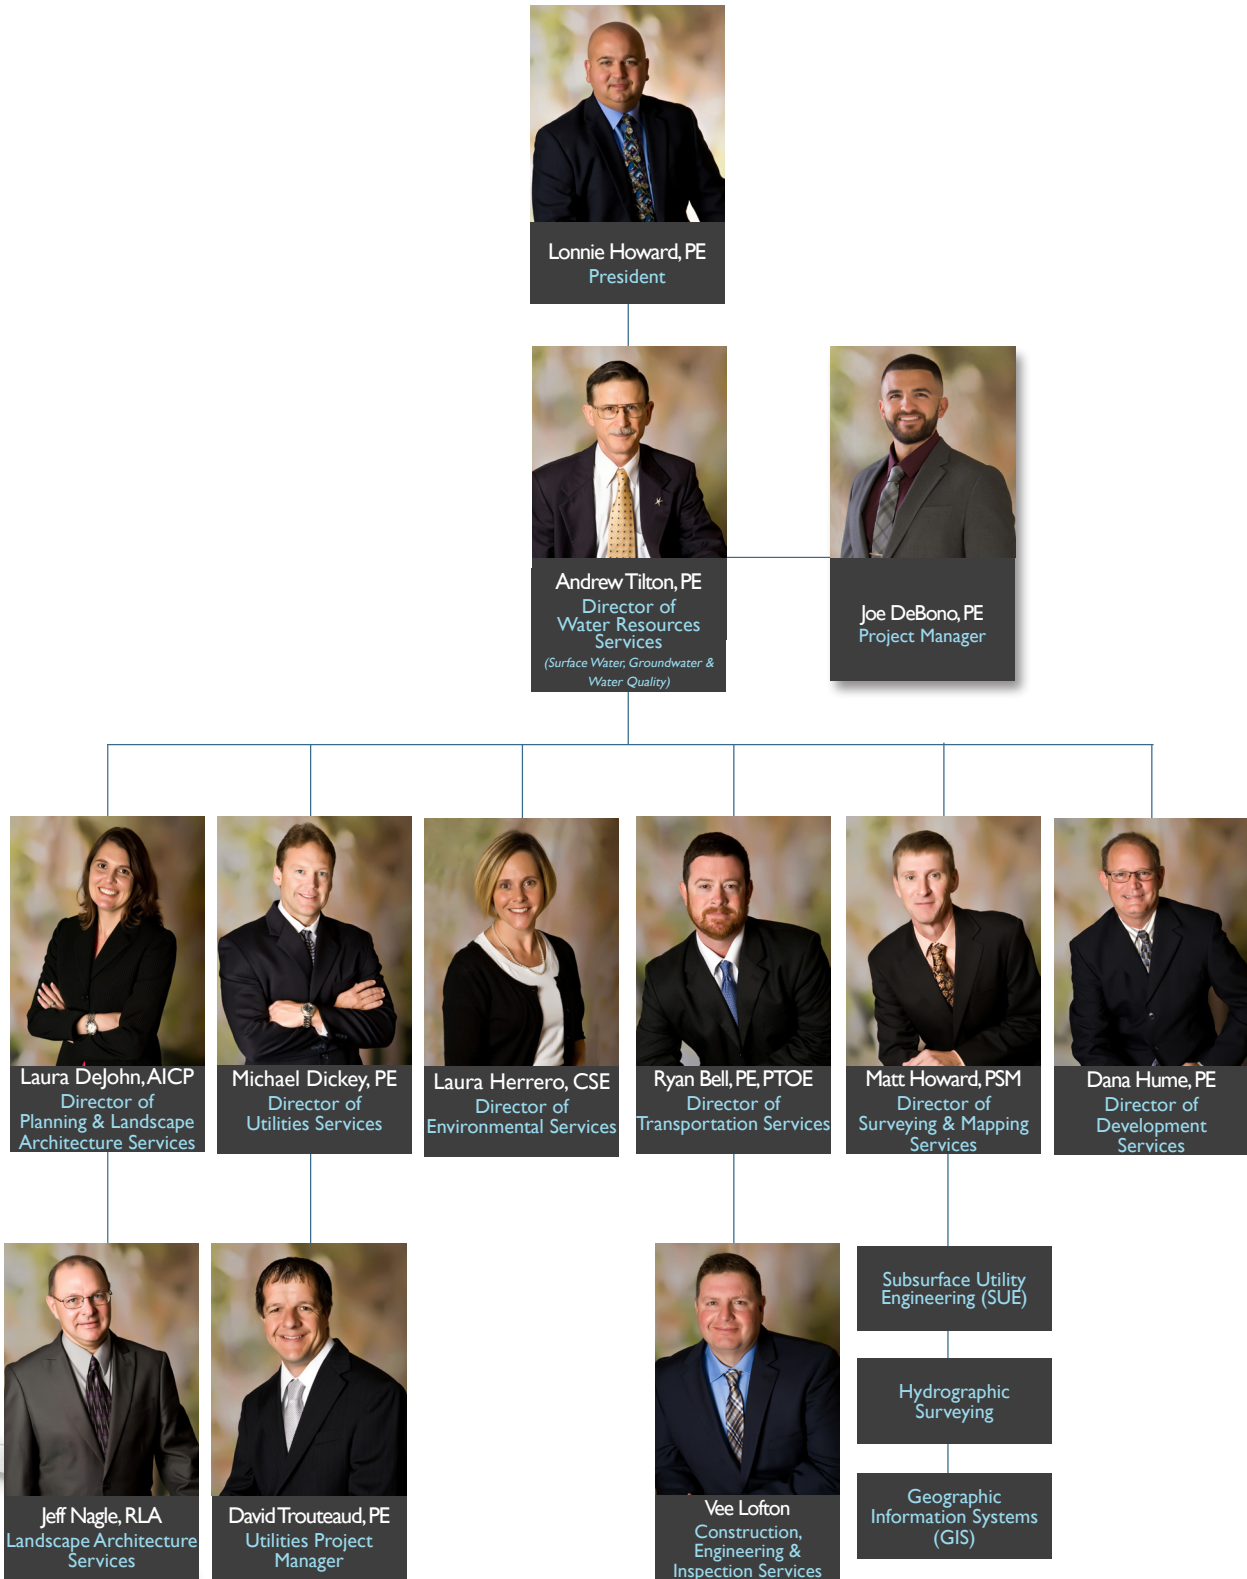 Lonnie Howard, PE
President
Andrew Tilton, PE
Director of
Water Resources
Services
(Surface Water, Groundwater &
Water Quality)
Joe DeBono, PE
Project Manager
Laura DeJohn, AICP
Director of
Planning & Landscape
Architecture Services
Michael Dickey, PE
Director of
Utilities Services
Laura Herrero, CSE
Director of
Environmental Services
Ryan Bell, PE, PTOE
Director of
Transportation Services
Matt Howard, PSM
Director of
Surveying & Mapping
Services
Dana Hume, PE
Director of
Development
Services
Jeff Nagle, RLA
Landscape Architecture
Services
David Trouteaud, PE
Utilities Project
Manager
Vee Lofton
Construction,
Engineering &
Inspection Services
Subsurface Utility
Engineering (SUE)
Hydrographic
Surveying
Geographic
Information Systems
(GIS)